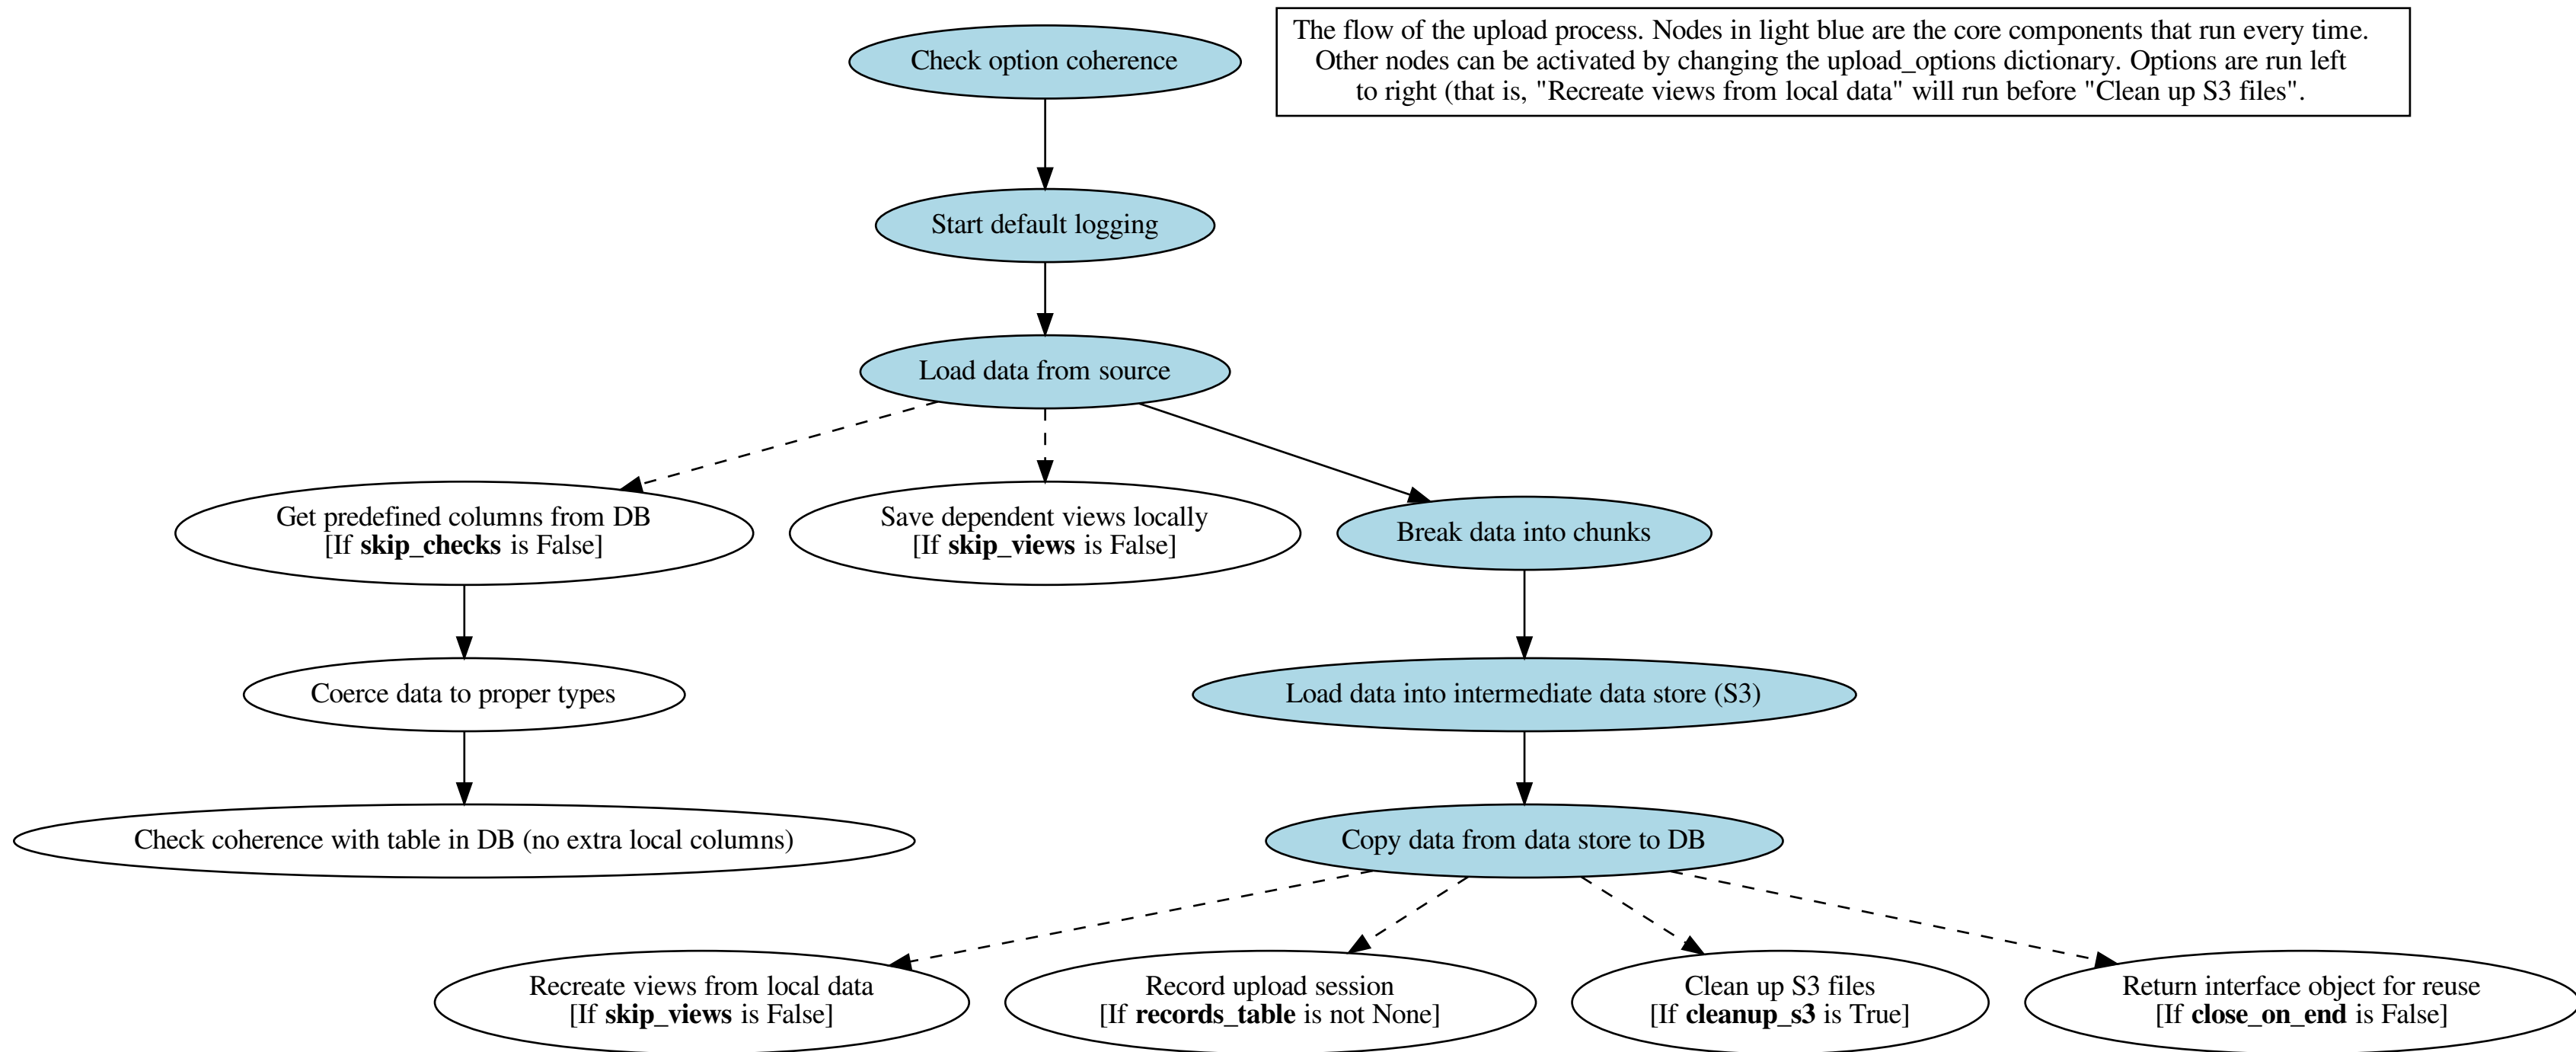 Check option coherence
The flow of the upload process. Nodes in light blue are the core components that run every time.
Other nodes can be activated by changing the upload_options dictionary. Options are run left
to right (that is, "Recreate views from local data" will run before "Clean up S3 files".
Start default logging
Load data from source
Get predefined columns from DB
[If skip_checks is False]
Save dependent views locally
[If skip_views is False]
Break data into chunks
Coerce data to proper types
Load data into intermediate data store (S3)
Check coherence with table in DB (no extra local columns)
Copy data from data store to DB
Recreate views from local data
[If skip_views is False]
Record upload session
[If records_table is not None]
Clean up S3 files
[If cleanup_s3 is True]
Return interface object for reuse
[If close_on_end is False]